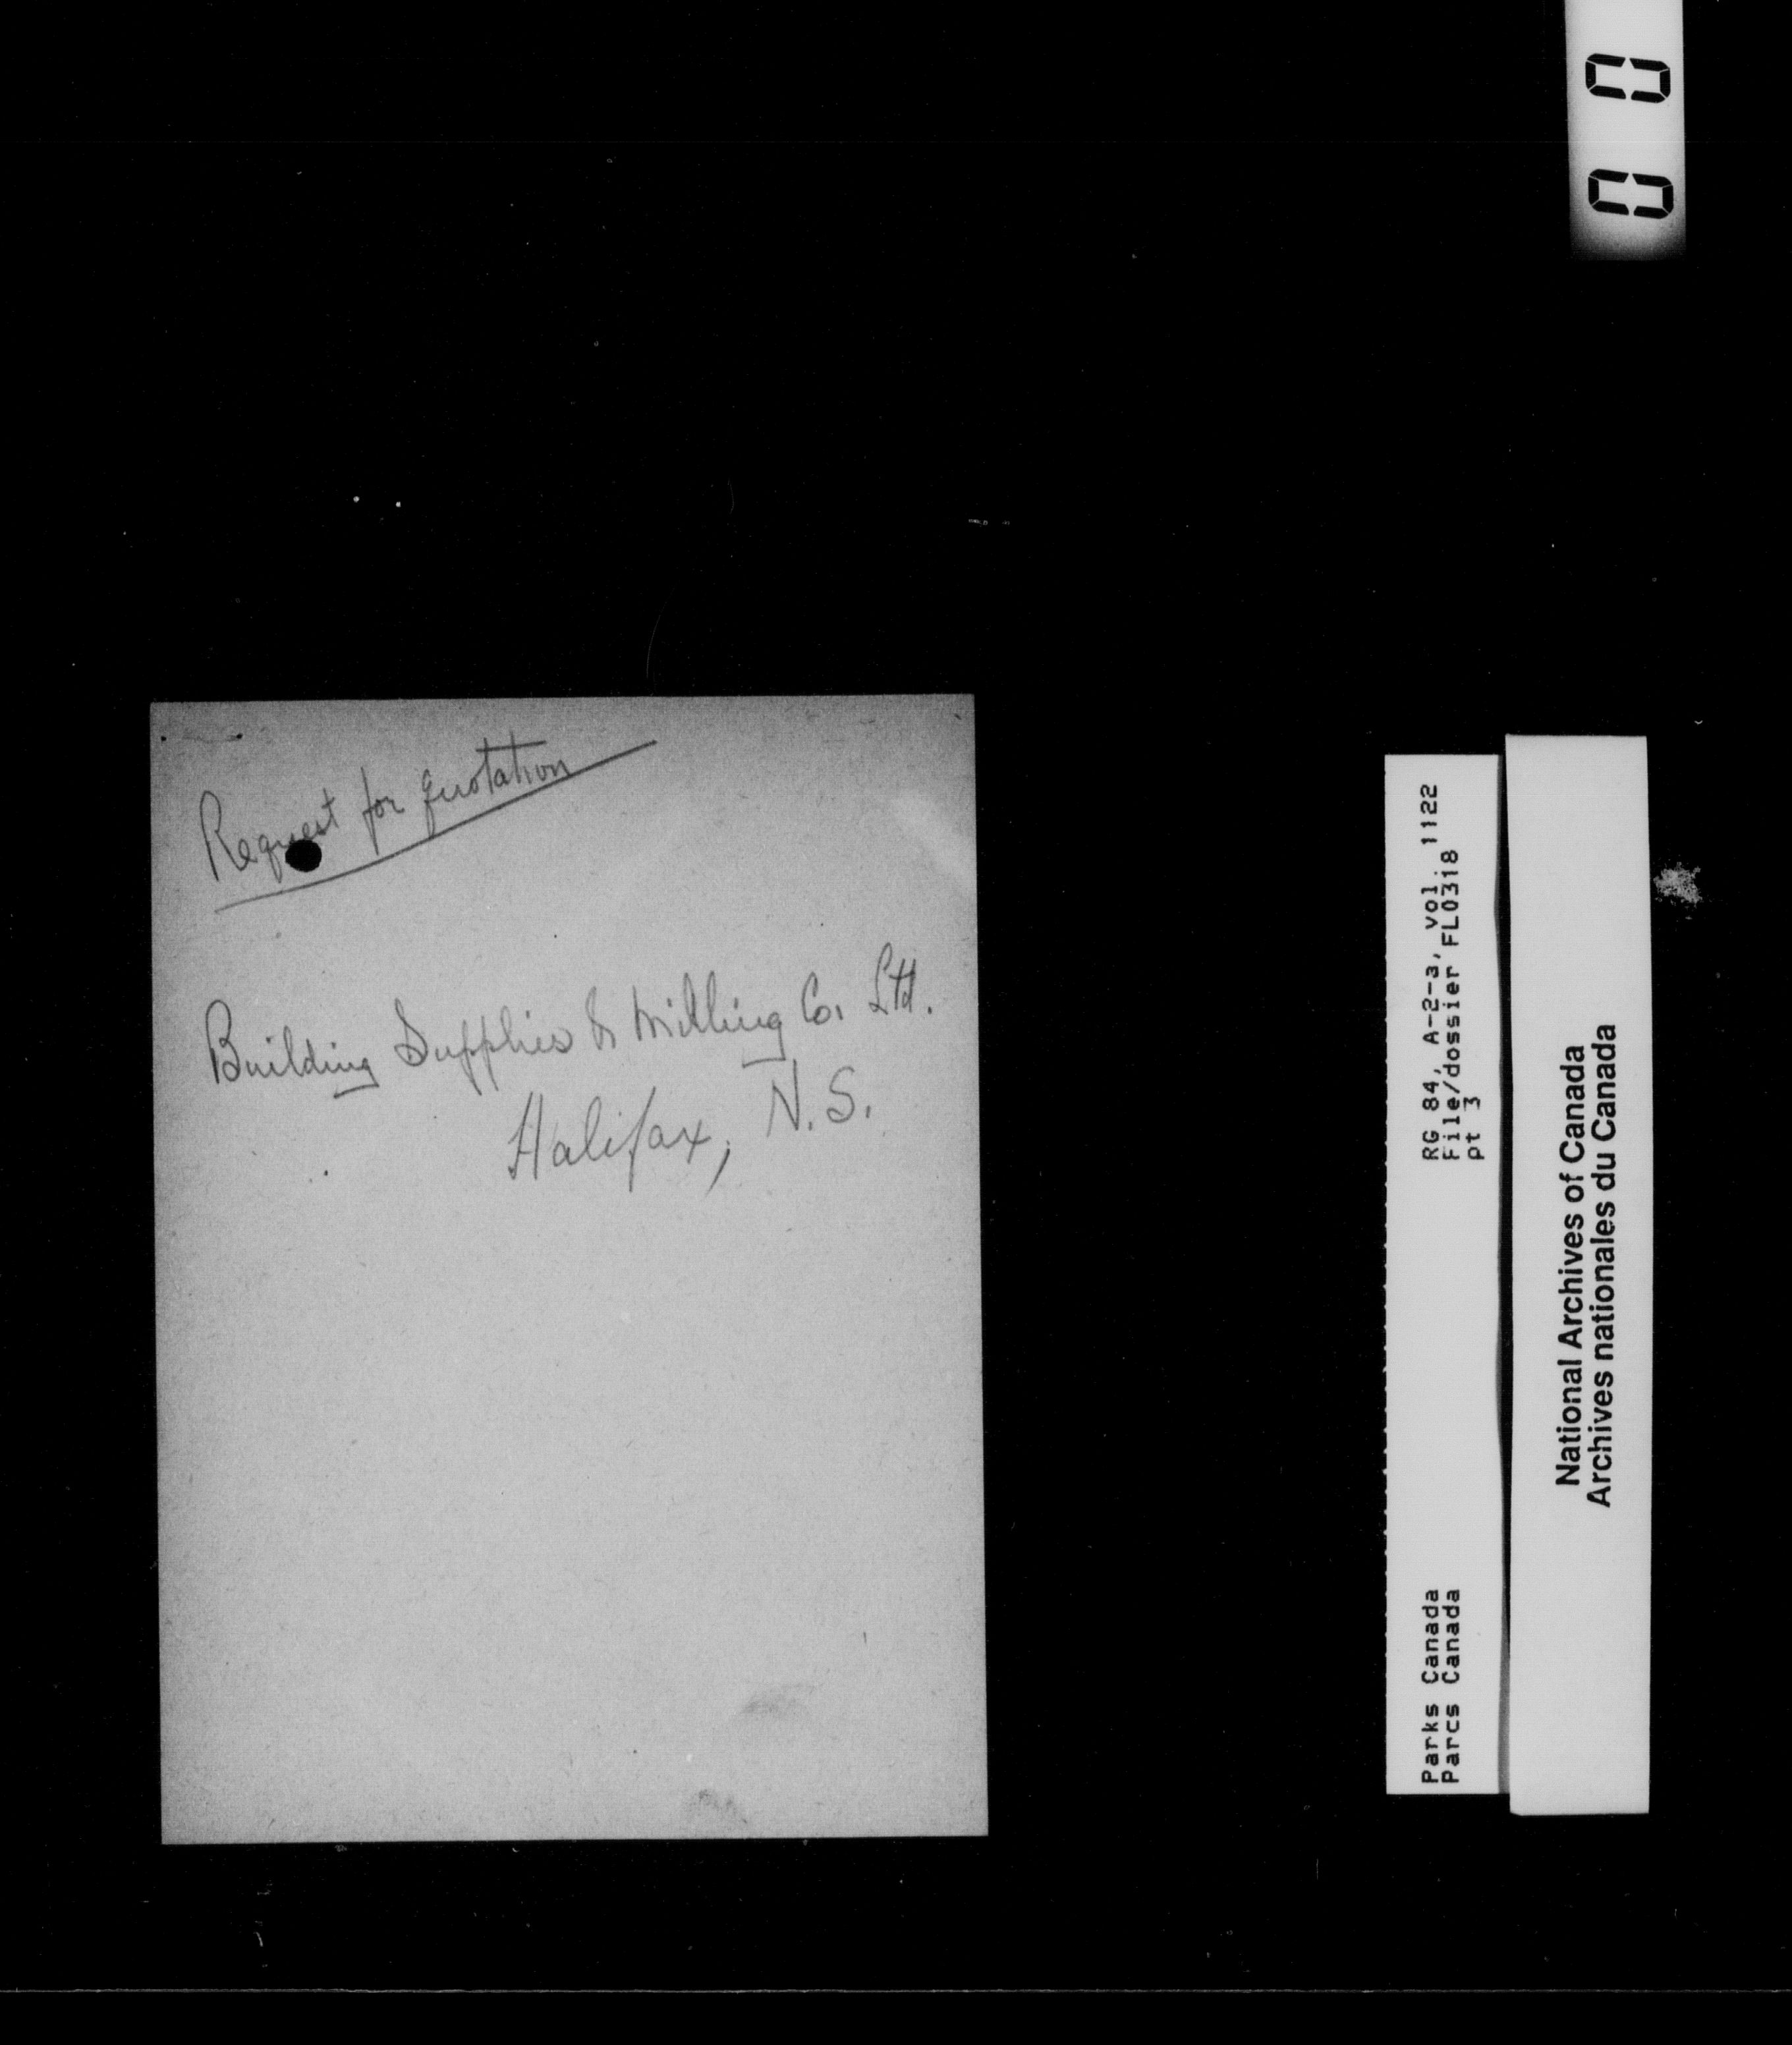 00
Request for quotation
Building Supplies & Milling Co. Ltd.
Halifax, N.S.
RG 84, A-2-a, vol. 1122
File/dossier FLO318
pt 3
Parks Canada
Parcs Canada
National Archives of Canada
Archives nationales du Canada